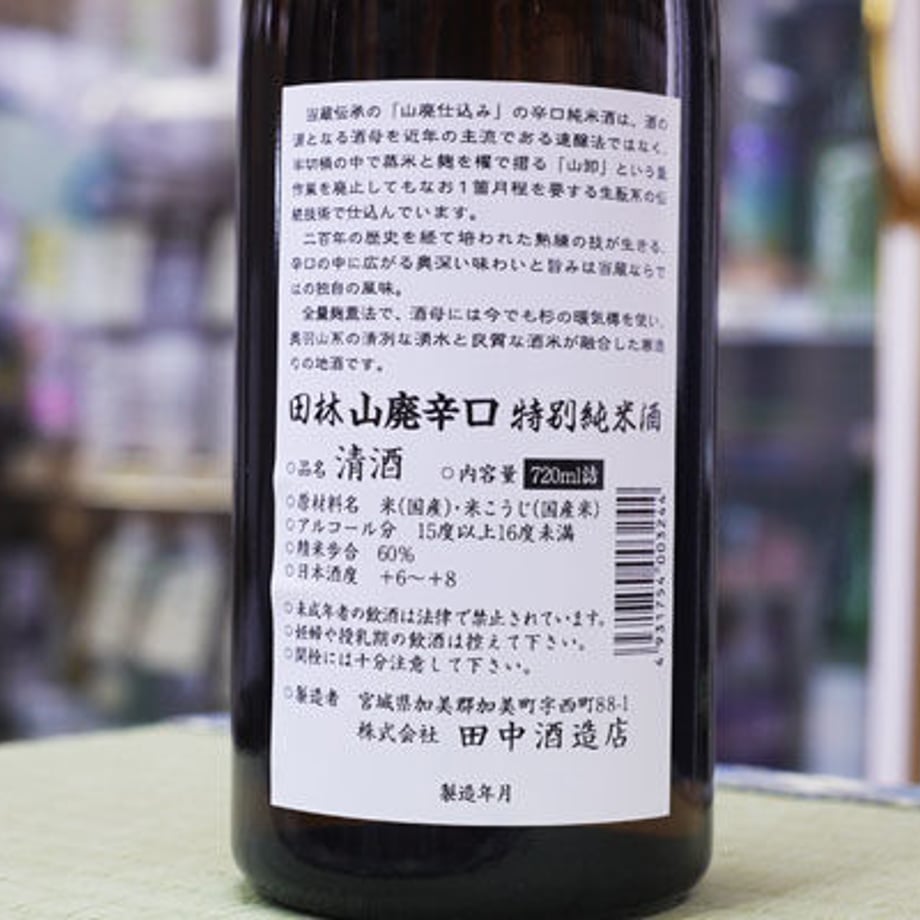 当蔵伝承の「山廃仕込み」の辛口純米酒は、酒の
源となる酒母を近年の主流である速醸法ではなく、
半切桶の中で蒸米と麹を櫂で摺る「山卸」という
作業を廃止してもなお1箇月程を要する生酛系の伝
統技術で仕込んでいます。
二百年の歴史を経て培われた熟練の技が生きる、
辛口の中に広がる奥深い味わいと旨みは当蔵ならで
はの独自の風味。
全量麹蓋法で、酒母には今でも杉の暖気樽を使い、
奥羽山系の清冽な湧水と良質な酒米が融合した寒造
りの地酒です。
田林 山廃辛口 特別純米酒
○品名 清酒 ○内容量 720ml詰
○原材料名 米(国産)・米こうじ(国産米)
○アルコール分 15度以上16度未満
○精米歩合 60%
○日本酒度 +6〜+8
○未成年者の飲酒は法律で禁止されています。
○妊婦や授乳期の飲酒は控えて下さい。
○開栓には十分注意して下さい。
○製造者 宮城県加美郡加美町字西町88-1
株式会社 田中酒造店
製造年月
4931754003244